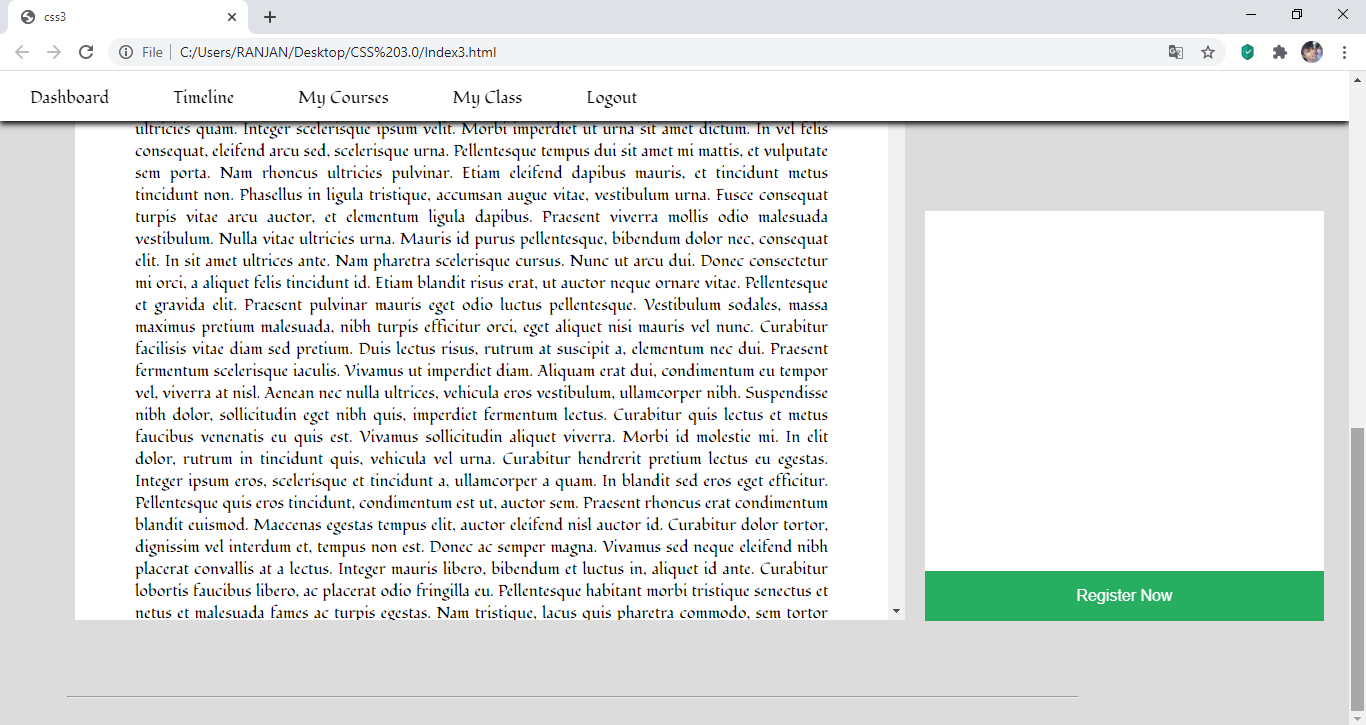 css3
File
C:/Users/RANJAN/Desktop/CSS%203.0/Index3.html
Dashboard Timeline My Courses My Class Logout
ultricies quam. Integer scelerisque ipsum velit. Morbi imperdiet ut urna sit amet dictum. In vel felis
consequat, eleifend arcu sed, scelerisque urna. Pellentesque tempus dui sit amet mi mattis, et vulputate
sem porta. Nam rhoncus ultricies pulvinar. Etiam eleifend dapibus mauris, et tincidunt metus
tincidunt non. Phasellus in ligula tristique, accumsan augue vitae, vestibulum urna. Fusce consequat
turpis vitae arcu auctor, et elementum ligula dapibus. Praesent viverra mollis odio malesuada
vestibulum. Nulla vitae ultricies urna. Mauris id purus pellentesque, bibendum dolor nec, consequat
elit. In sit amet ultrices ante. Nam pharetra scelerisque cursus. Nunc ut arcu dui. Donec consectetur
mi orci, a aliquet felis tincidunt id. Etiam blandit risus erat, ut auctor neque ornare vitae. Pellentesque
et gravida elit. Praesent pulvinar mauris eget odio luctus pellentesque. Vestibulum sodales, massa
maximus pretium malesuada, nibh turpis efficitur orci, eget aliquet nisi mauris vel nunc. Curabitur
facilisis vitae diam sed pretium. Duis lectus risus, rutrum at suscipit a, elementum nec dui. Praesent
fermentum scelerisque iaculis. Vivamus ut imperdiet diam. Aliquam erat dui, condimentum eu tempor
vel, viverra at nisl. Aenean nec nulla ultrices, vehicula eros vestibulum, ullamcorper nibh. Suspendisse
nibh dolor, sollicitudin eget nibh quis, imperdiet fermentum lectus. Curabitur quis lectus et metus
faucibus venenatis eu quis est. Vivamus sollicitudin aliquet viverra. Morbi id molestie mi. In elit
dolor, rutrum in tincidunt quis, vehicula vel urna. Curabitur hendrerit pretium lectus eu egestas.
Integer ipsum eros, scelerisque et tincidunt a, ullamcorper a quam. In blandit sed eros eget efficitur.
Pellentesque quis eros tincidunt, condimentum est ut, auctor sem. Praesent rhoncus erat condimentum
blandit euismod. Maecenas egestas tempus elit, auctor eleifend nisl auctor id. Curabitur dolor tortor,
dignissim vel interdum et, tempus non est. Donec ac semper magna. Vivamus sed neque eleifend nibh
placerat convallis at a lectus. Integer mauris libero, bibendum et luctus in, aliquet id ante. Curabitur
lobortis faucibus libero, ac placerat odio fringilla eu. Pellentesque habitant morbi tristique senectus et
netus et malesuada fames ac turpis egestas. Nam tristique, lacus quis pharetra commodo, sem tortor
Register Now